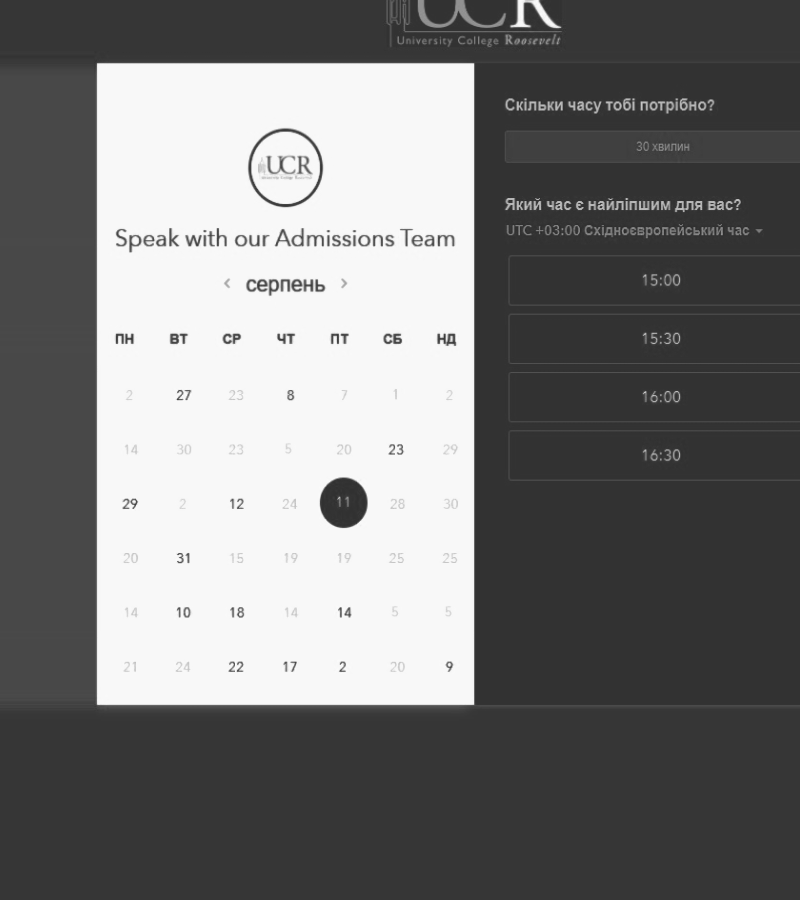 UCR
University College Roosevelt
UCR
Speak with our Admissions Team
‹ серпень ›
ПН ВТ СР ЧТ ПТ СБ НД
2 27 23 8 7 1 2
14 30 23 5 20 23 29
29 2 12 24 11 28 30
20 31 15 19 19 25 25
14 10 18 14 14 5 5
21 24 22 17 2 20 9
Скільки часу тобі потрібно?
30 хвилин
Який час є найліпшим для вас?
UTC +03:00 Східноєвропейський час
15:00
15:30
16:00
16:30